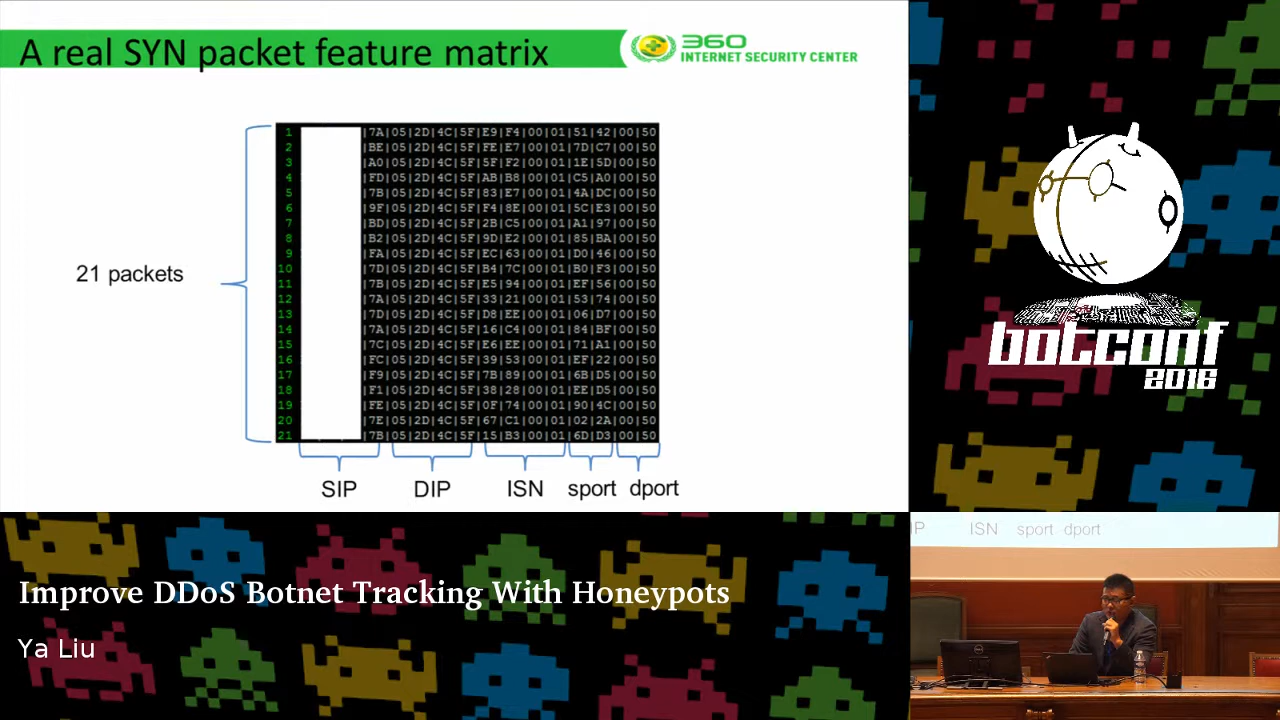 A real SYN packet feature matrix
360
INTERNET SECURITY CENTER
21 packets
1 |7A|05|2D|4C|5F|E9|F4|00|01|51|42|00|50
2 |BE|05|2D|4C|5F|FE|E7|00|01|7D|C7|00|50
3 |A0|05|2D|4C|5F|5F|F2|00|01|1E|5D|00|50
4 |FD|05|2D|4C|5F|AB|B8|00|01|C5|A0|00|50
5 |7B|05|2D|4C|5F|83|E7|00|01|4A|DC|00|50
6 |9F|05|2D|4C|5F|F4|8E|00|01|5C|E3|00|50
7 |BD|05|2D|4C|5F|2B|C5|00|01|A1|97|00|50
8 |B2|05|2D|4C|5F|9D|E2|00|01|85|BA|00|50
9 |FA|05|2D|4C|5F|EC|63|00|01|D0|46|00|50
10 |7D|05|2D|4C|5F|B4|7C|00|01|B0|F3|00|50
11 |7B|05|2D|4C|5F|E5|94|00|01|EF|56|00|50
12 |7A|05|2D|4C|5F|33|21|00|01|53|74|00|50
13 |7D|05|2D|4C|5F|D8|EE|00|01|06|D7|00|50
14 |7A|05|2D|4C|5F|16|C4|00|01|84|BF|00|50
15 |7C|05|2D|4C|5F|E6|EE|00|01|71|A1|00|50
16 |FC|05|2D|4C|5F|39|53|00|01|EF|22|00|50
17 |F9|05|2D|4C|5F|7B|89|00|01|6B|D5|00|50
18 |F1|05|2D|4C|5F|38|28|00|01|EE|D5|00|50
19 |FE|05|2D|4C|5F|0F|74|00|01|90|4C|00|50
20 |7E|05|2D|4C|5F|67|C1|00|01|02|2A|00|50
21 |7B|05|2D|4C|5F|15|B3|00|01|6D|D3|00|50
SIP DIP ISN sport dport
botconf
2016
Improve DDoS Botnet Tracking With Honeypots
Ya Liu
IP ISN sport dport